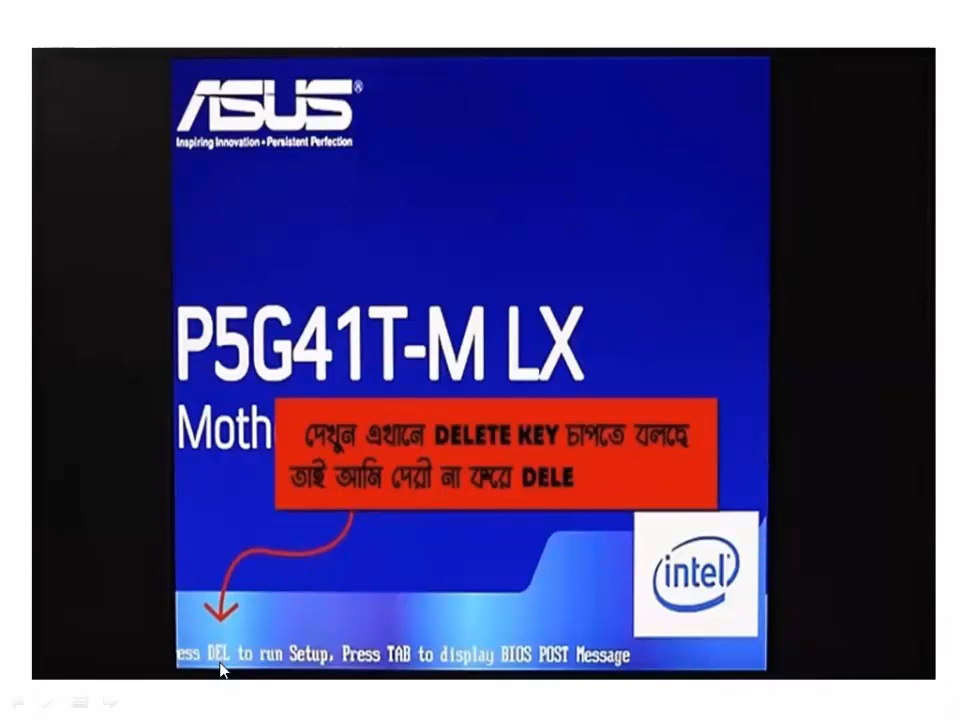 ASUS®
Inspiring Innovation • Persistent Perfection
P5G41T-M LX
Moth
দেখুন এখানে DELETE KEY চাপতে বলছে
তাই আমি দেরী না করে DELE
intel
ess DEL to run Setup, Press TAB to display BIOS POST Message